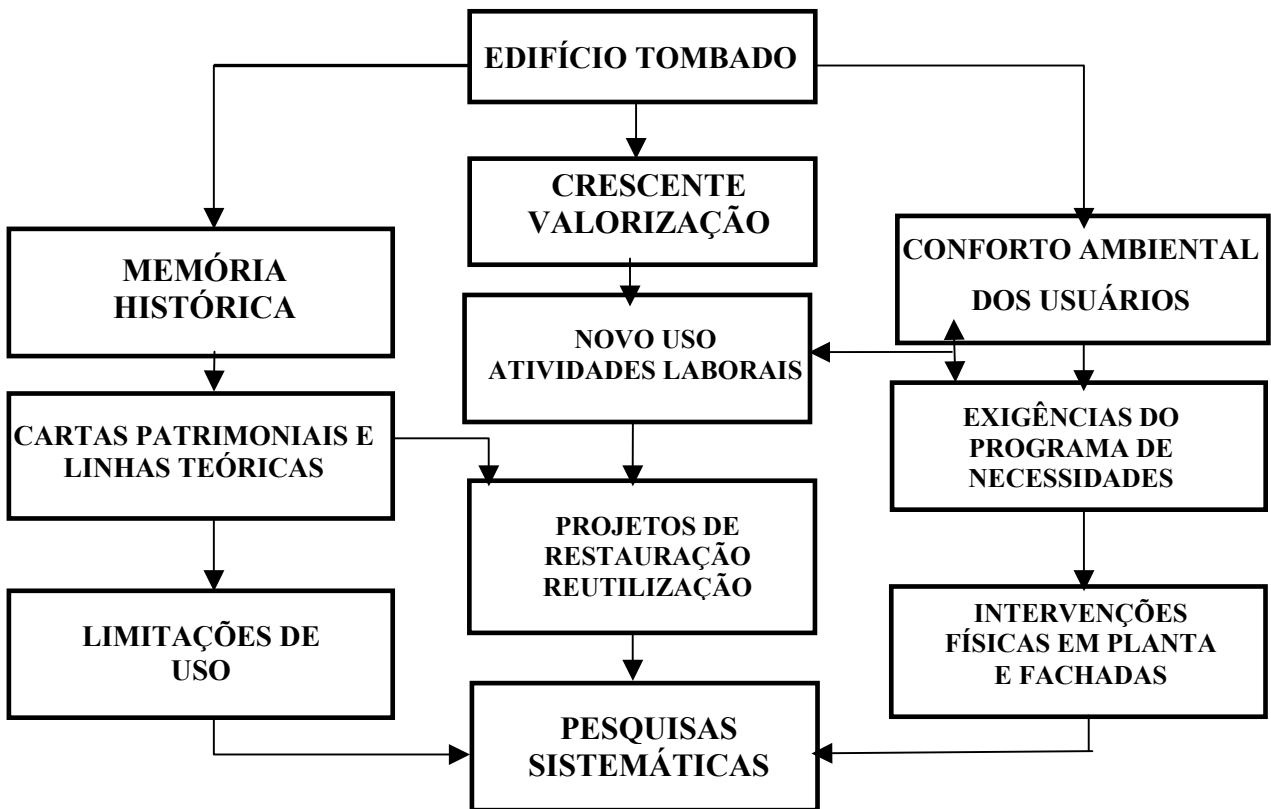 EDIFÍCIO TOMBADO
CRESCENTE
VALORIZAÇÃO
MEMÓRIA
HISTÓRICA
CONFORTO AMBIENTAL
DOS USUÁRIOS
NOVO USO
ATIVIDADES LABORAIS
CARTAS PATRIMONIAIS E
LINHAS TEÓRICAS
EXIGÊNCIAS DO
PROGRAMA DE
NECESSIDADES
PROJETOS DE
RESTAURAÇÃO
REUTILIZAÇÃO
LIMITAÇÕES DE
USO
INTERVENÇÕES
FÍSICAS EM PLANTA
E FACHADAS
PESQUISAS
SISTEMÁTICAS